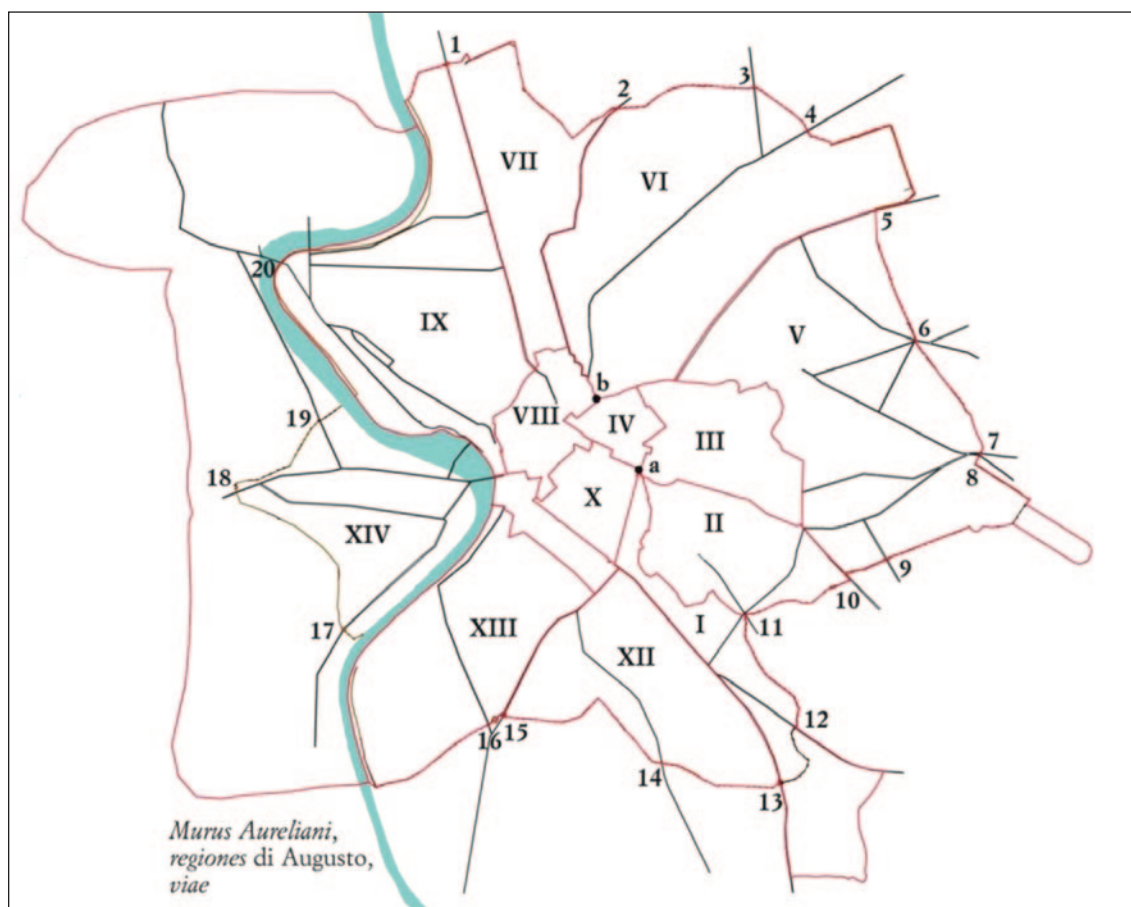 1
2
3
4
VII
VI
5
20
IX
V
6
b
19
VIII
IV
III
7
a
8
18
X
II
XIV
9
10
I
11
17
XIII
XII
12
16
15
14
13
Murus Aureliani,
regiones di Augusto,
viae